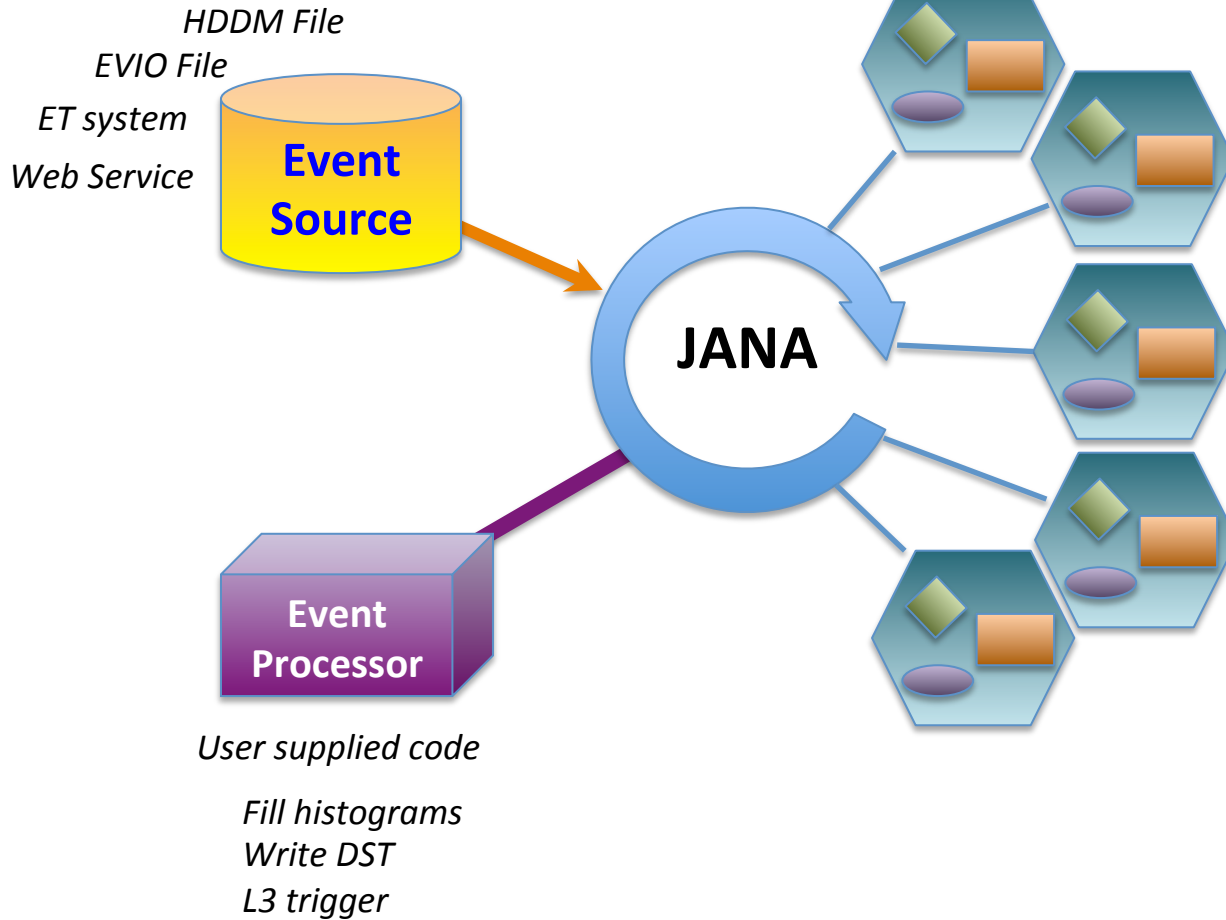 HDDM File
EVIO File
ET system
Web Service
Event
Source
JANA
Event
Processor
User supplied code
Fill histograms
Write DST
L3 trigger